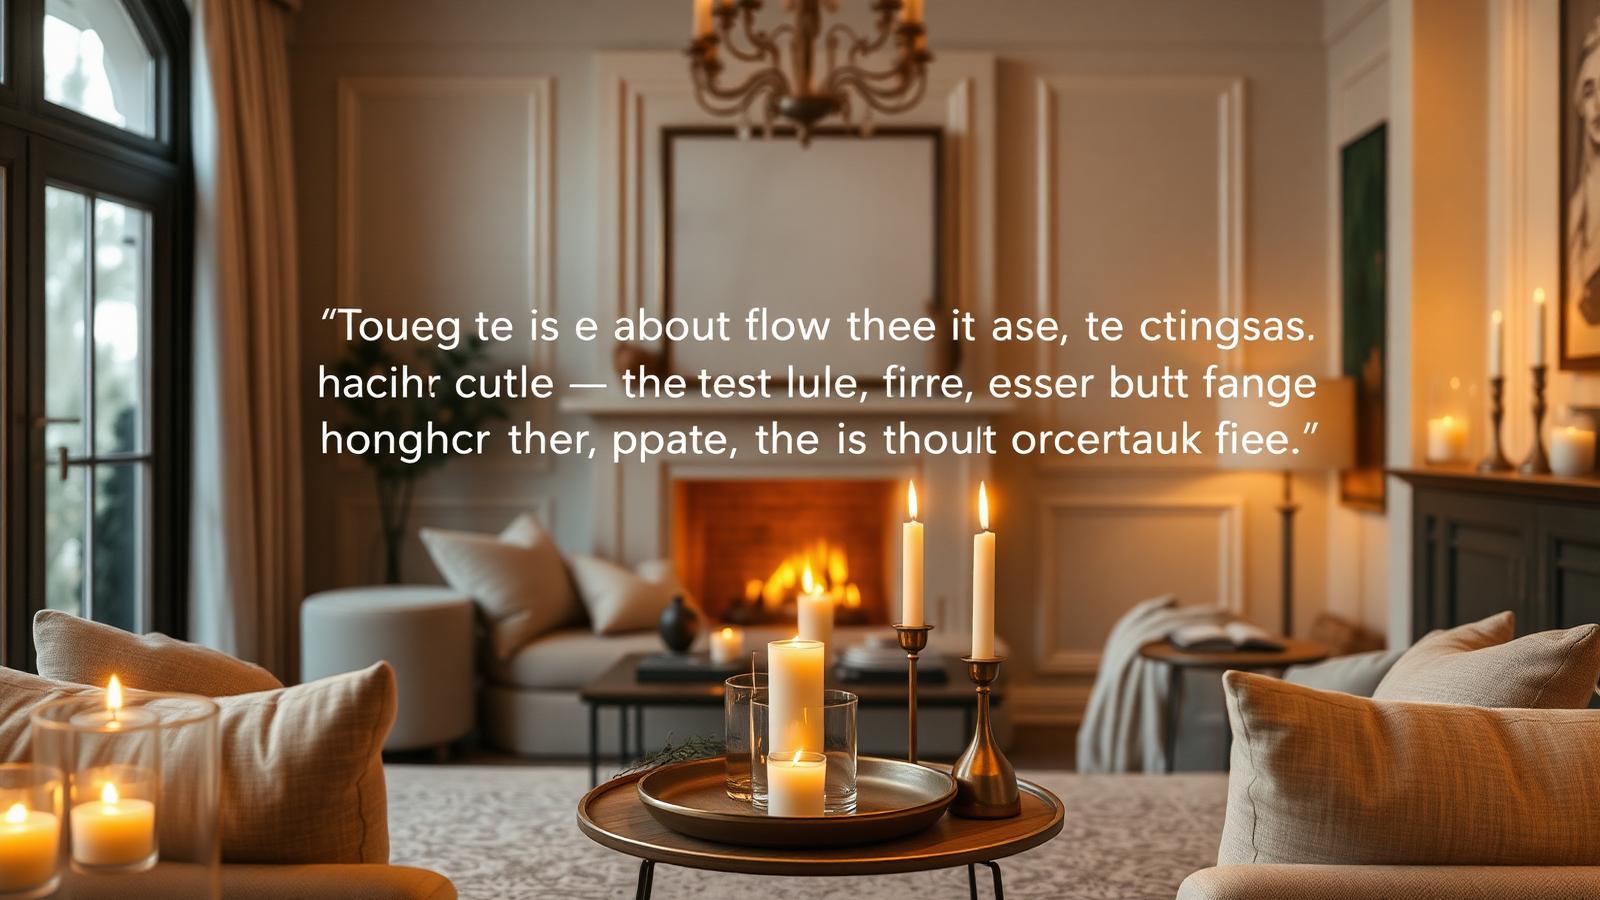 “Toueg te is e about flow thee it ase, te ctingsas.
hacihr cutle — the test lule, firre, esser butt fange
honghcr ther, ppate, the is thoult orcertauk fiee.”